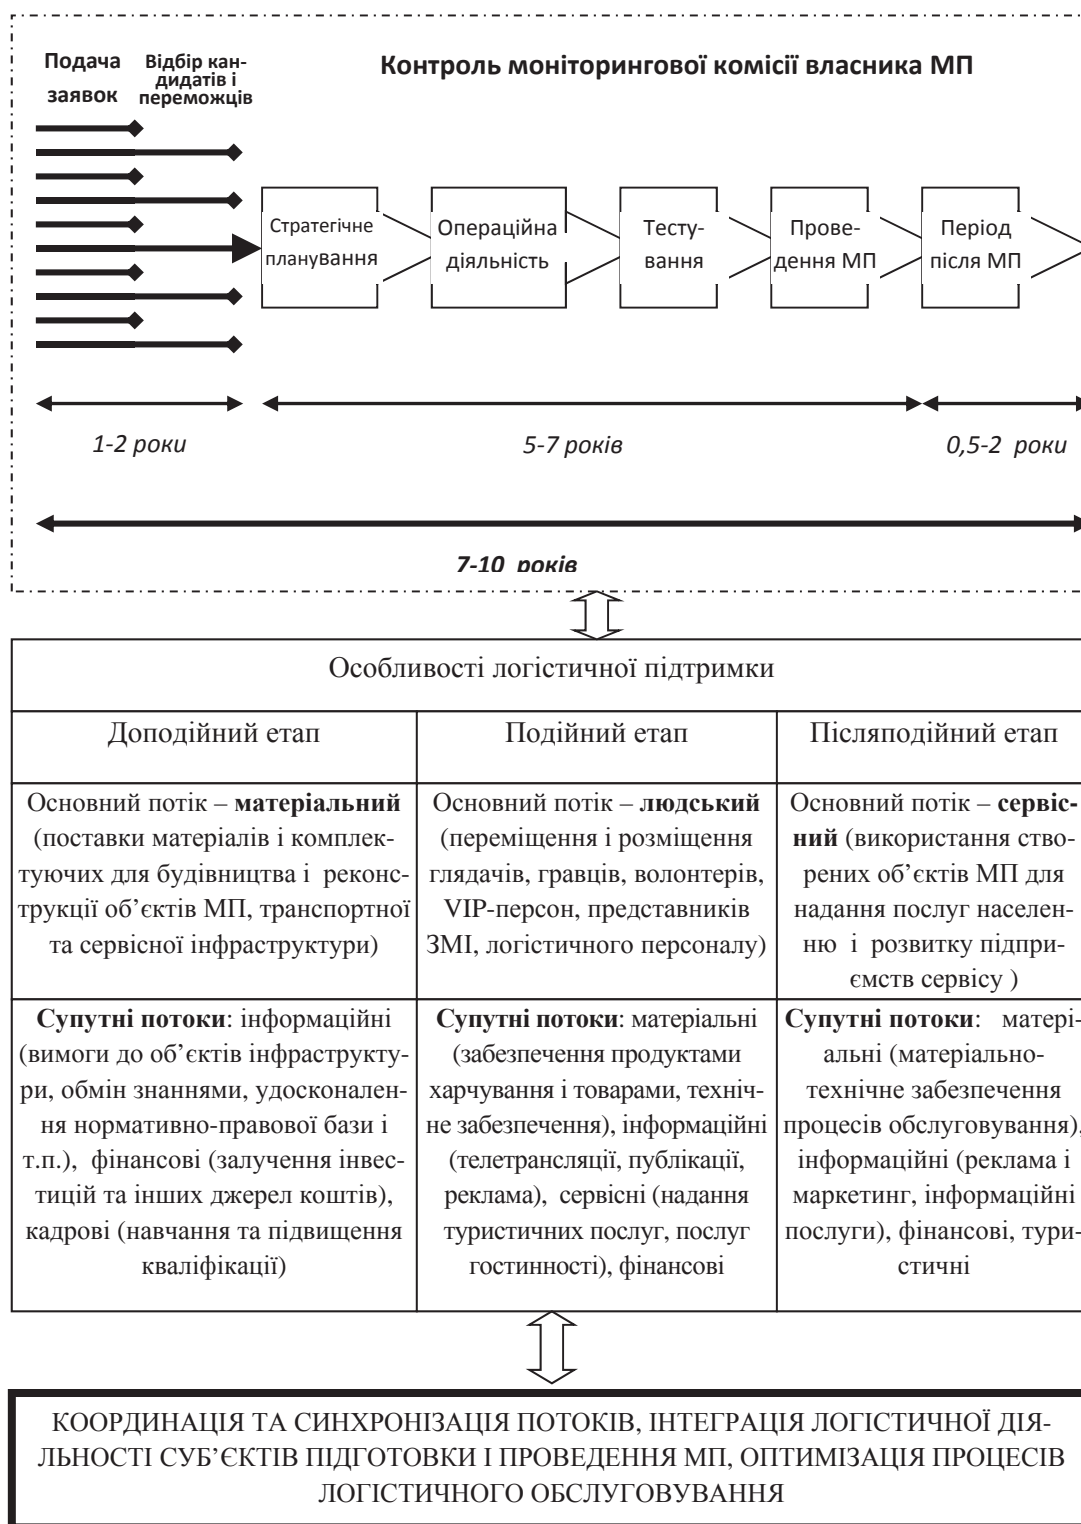 Подача
заявок
Відбір кан-
дидатів і
переможців
Контроль моніторингової комісії власника МП
Стратегічне
планування
Операційна
діяльність
Тесту-
вання
Прове-
дення МП
Період
після МП
1-2 роки
5-7 років
0,5-2 роки
7-10 років
Особливості логістичної підтримки
Доподійний етап
Подійний етап
Післяподійний етап
Основний потік – матеріальний
(поставки матеріалів і комплек-
туючих для будівництва і реконс-
трукції об’єктів МП, транспортної
та сервісної інфраструктури)
Основний потік – людський
(переміщення і розміщення
глядачів, гравців, волонтерів,
VIP-персон, представників
ЗМІ, логістичного персоналу)
Основний потік – сервіс-
ний (використання ство-
рених об’єктів МП для
надання послуг населен-
ню і розвитку підпри-
ємств сервісу )
Супутні потоки: інформаційні
(вимоги до об’єктів інфраструкту-
ри, обмін знаннями, удосконален-
ня нормативно-правової бази і
т.п.), фінансові (залучення інвес-
тицій та інших джерел коштів),
кадрові (навчання та підвищення
кваліфікації)
Супутні потоки: матеріальні
(забезпечення продуктами
харчування і товарами, техніч-
не забезпечення), інформаційні
(телетрансляції, публікації,
реклама), сервісні (надання
туристичних послуг, послуг
гостинності), фінансові
Супутні потоки: матері-
альні (матеріально-
технічне забезпечення
процесів обслуговування),
інформаційні (реклама і
маркетинг, інформаційні
послуги), фінансові, тури-
стичні
КООРДИНАЦІЯ ТА СИНХРОНІЗАЦІЯ ПОТОКІВ, ІНТЕГРАЦІЯ ЛОГІСТИЧНОЇ ДІЯ-
ЛЬНОСТІ СУБ’ЄКТІВ ПІДГОТОВКИ І ПРОВЕДЕННЯ МП, ОПТИМІЗАЦІЯ ПРОЦЕСІВ
ЛОГІСТИЧНОГО ОБСЛУГОВУВАННЯ